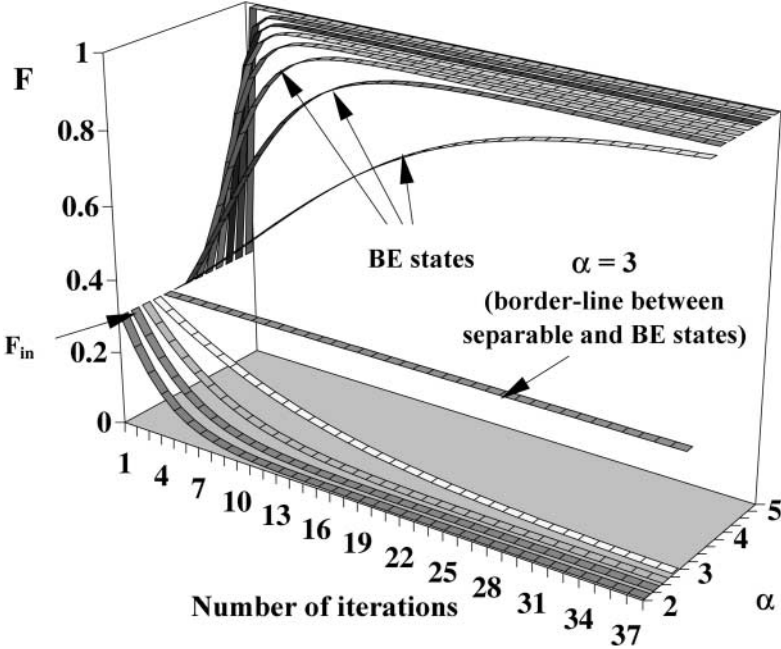 F
1
0.8
0.6
0.4
0.2
0
F_in
BE states
α = 3
(border-line between
separable and BE states)
1
4
7
10
13
16
19
22
25
28
31
34
37
Number of iterations
2
3
4
5
α